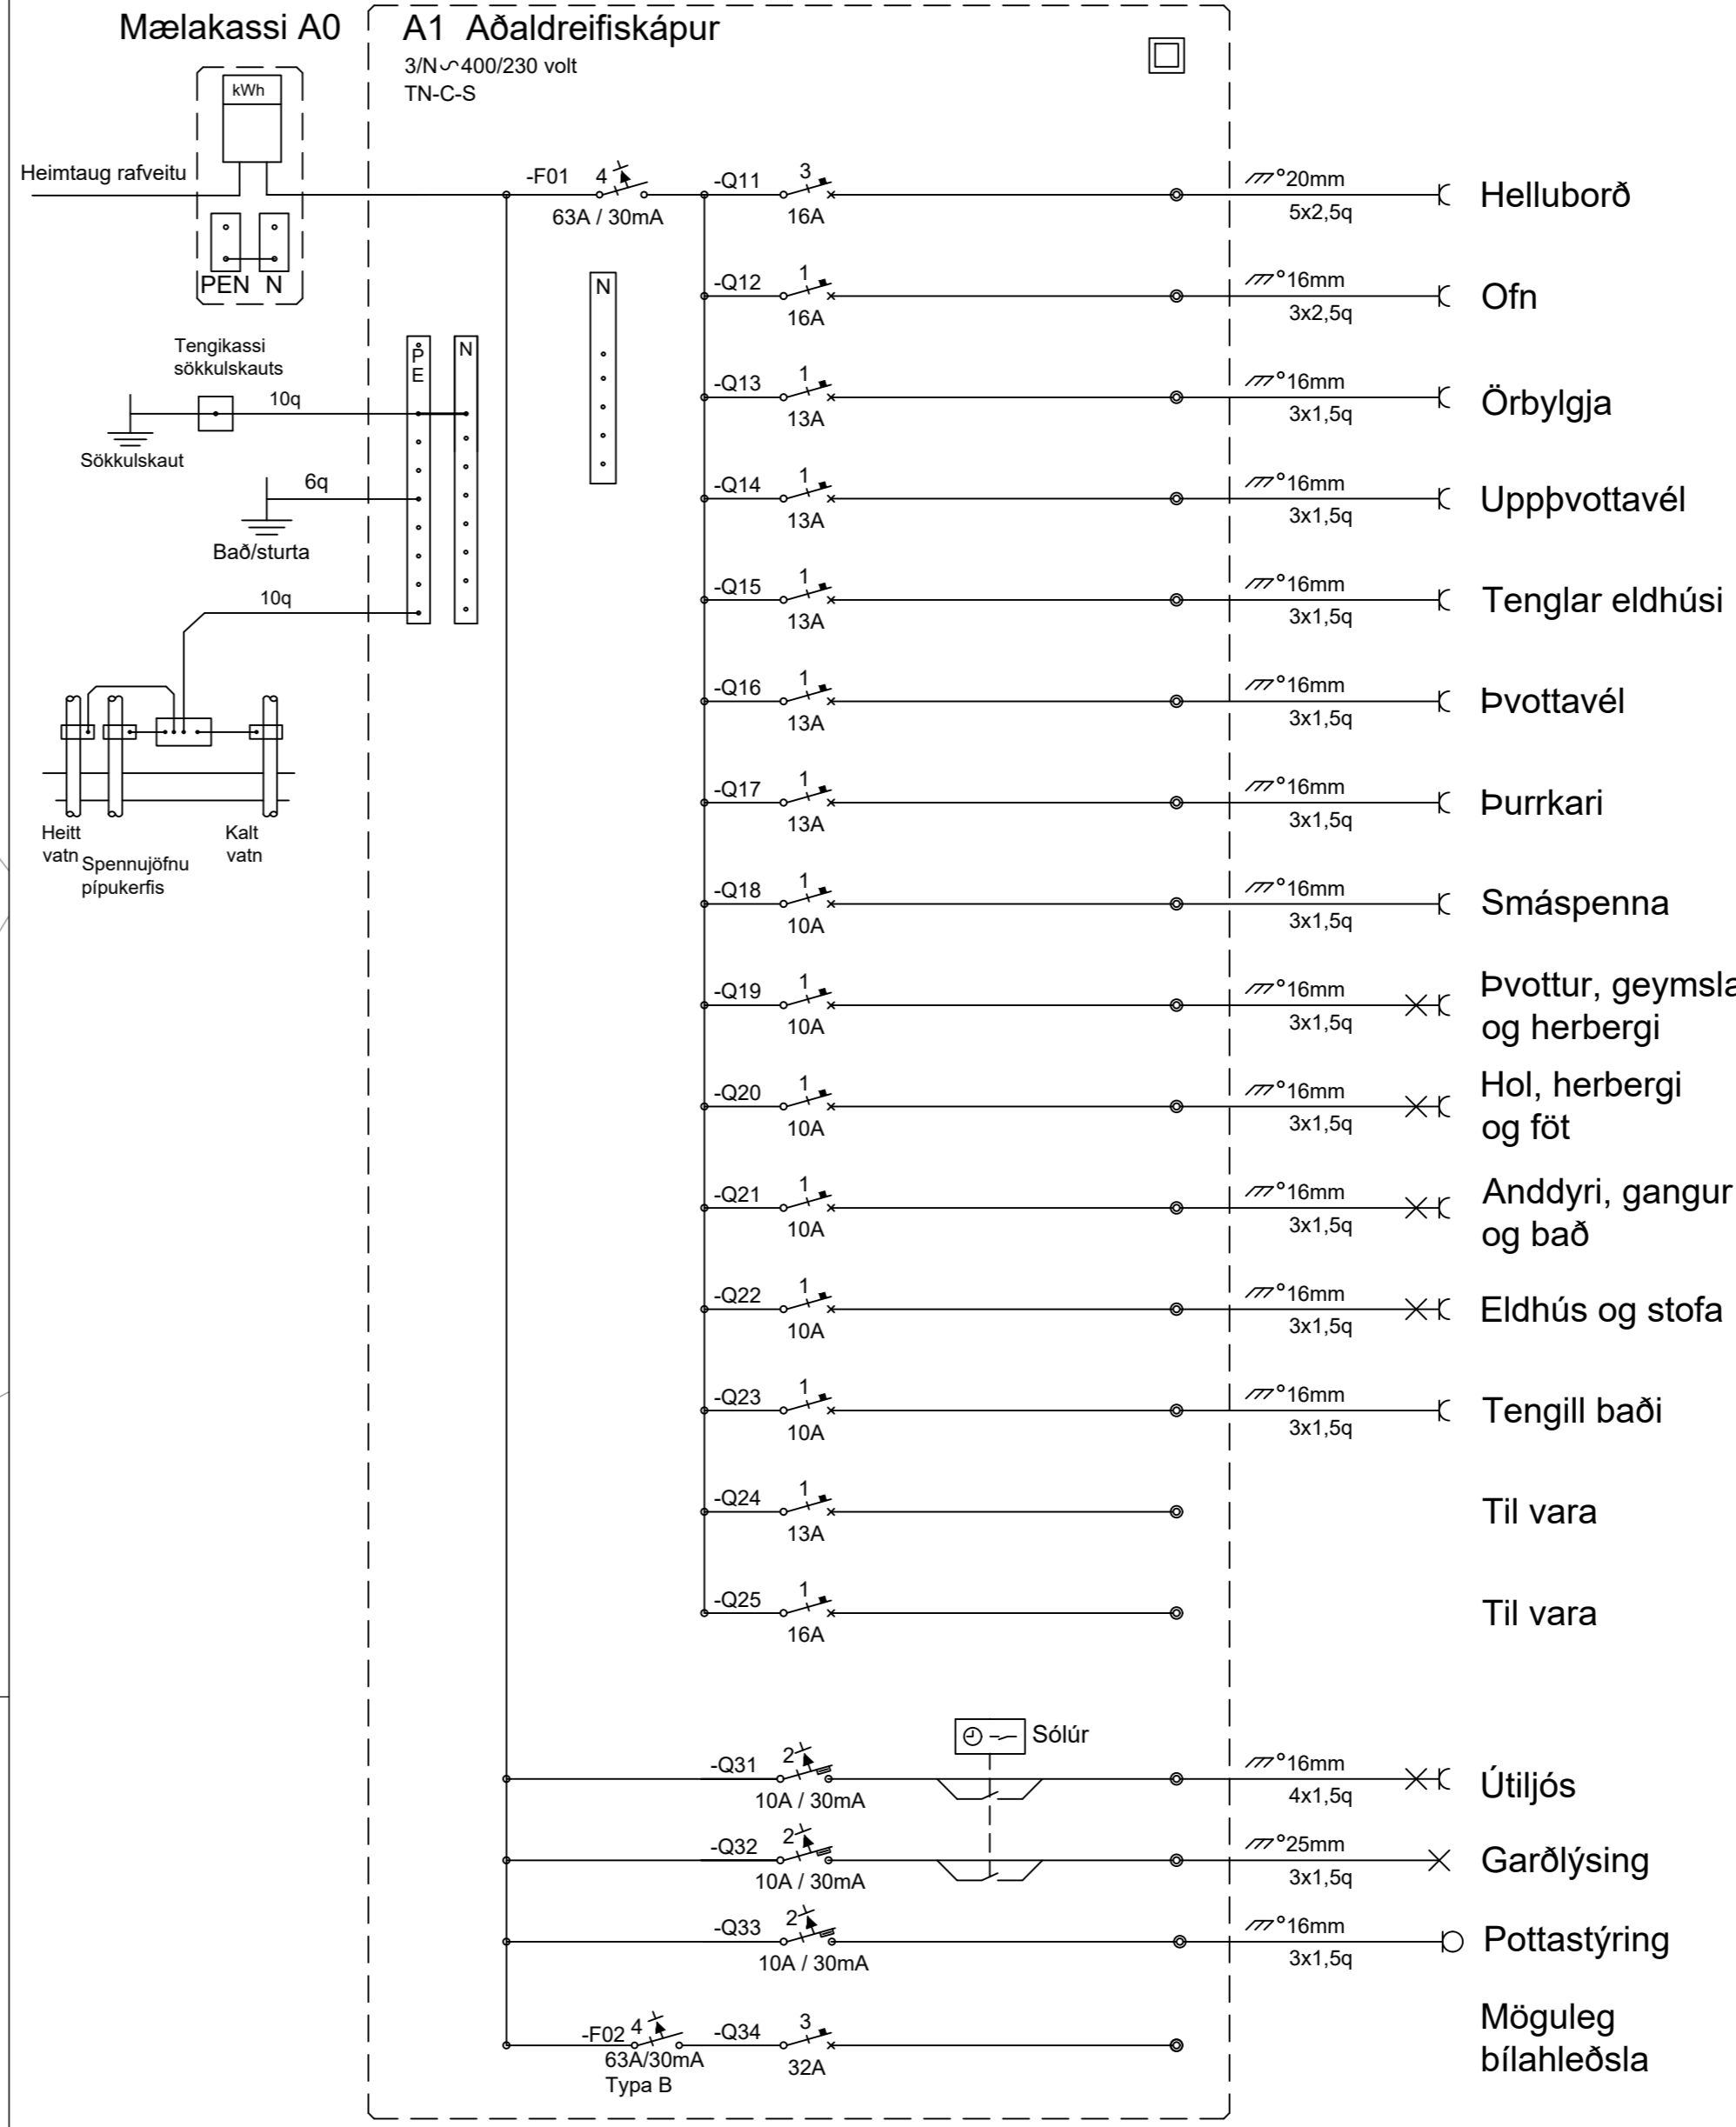 Mælakassi A0
A1 Aðaldreifiskápur
3/N 400/230 volt
TN-C-S
kWh
Heimtaug rafveitu
PEN N
Tengikassi
sökkulskauts
10q
Sökkulskaut
6q
Bað/sturta
10q
Heitt
vatn
Spennujöfnu
pípukerfis
Kalt
vatn
P
E
N
N
-F01 4
63A / 30mA
-Q11 3
16A
20mm
5x2,5q
Helluborð
-Q12 1
16A
16mm
3x2,5q
Ofn
-Q13 1
13A
16mm
3x1,5q
Örbylgja
-Q14 1
13A
16mm
3x1,5q
Uppþvottavél
-Q15 1
13A
16mm
3x1,5q
Tenglar eldhúsi
-Q16 1
13A
16mm
3x1,5q
Þvottavél
-Q17 1
13A
16mm
3x1,5q
Þurrkari
-Q18 1
10A
16mm
3x1,5q
Smáspenna
-Q19 1
10A
16mm
3x1,5q
Þvottur, geymsla
og herbergi
-Q20 1
10A
16mm
3x1,5q
Hol, herbergi
og föt
-Q21 1
10A
16mm
3x1,5q
Anddyri, gangur
og bað
-Q22 1
10A
16mm
3x1,5q
Eldhús og stofa
-Q23 1
10A
16mm
3x1,5q
Tengill baði
-Q24 1
13A
Til vara
-Q25 1
16A
Til vara
Sólúr
-Q31 2
10A / 30mA
16mm
4x1,5q
Útiljós
-Q32 2
10A / 30mA
25mm
3x1,5q
Garðlýsing
-Q33 2
10A / 30mA
16mm
3x1,5q
Pottastýring
-F02 4
63A/30mA
Typa B
-Q34 3
32A
Möguleg
bílahleðsla